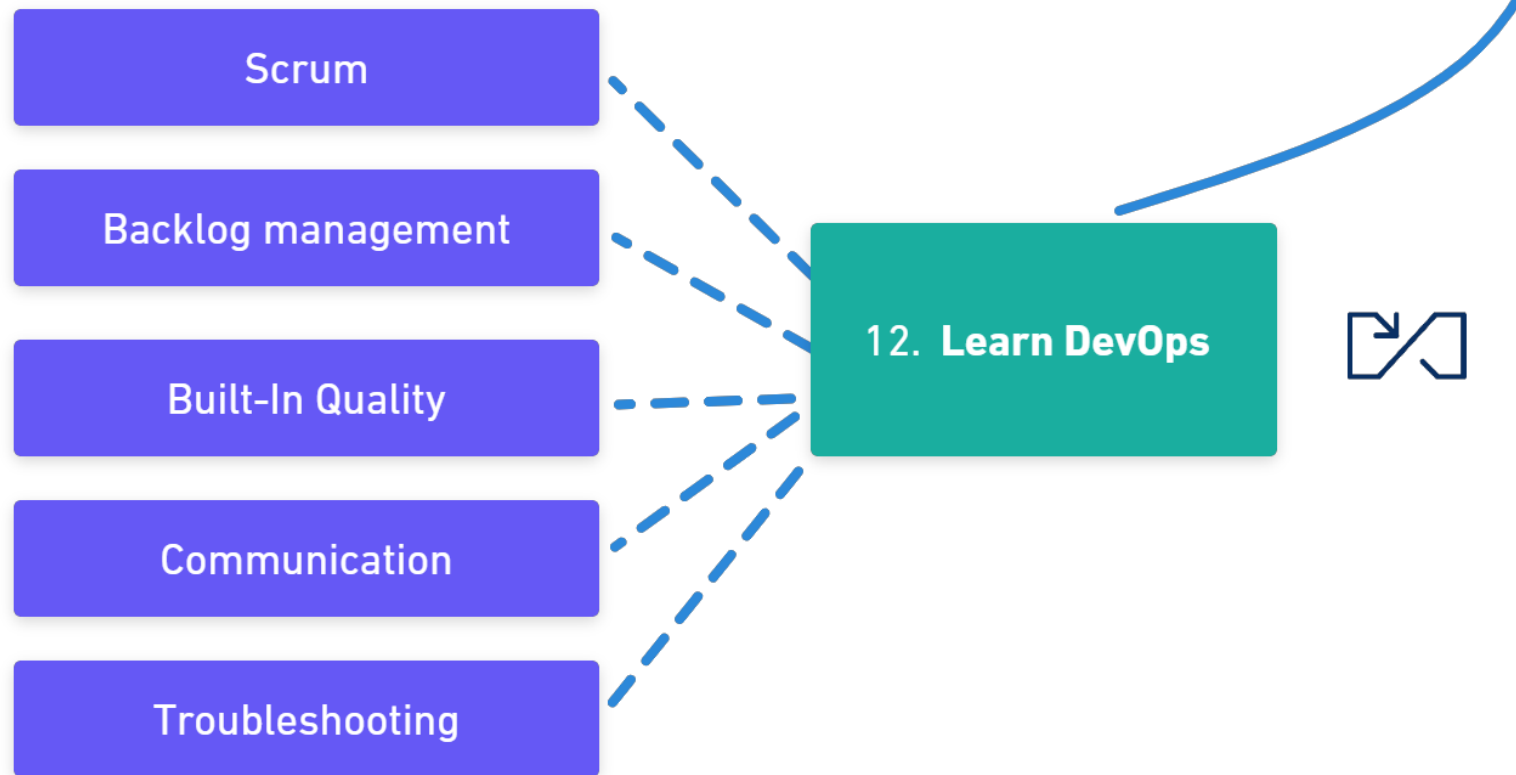 Scrum
Backlog management
Built-In Quality
Communication
Troubleshooting
12. Learn DevOps